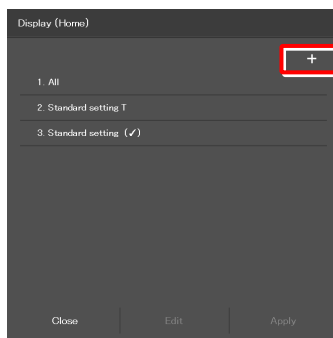 Display (Home)
+
1. All
2. Standard setting T
3. Standard setting (✓)
Close Edit Apply